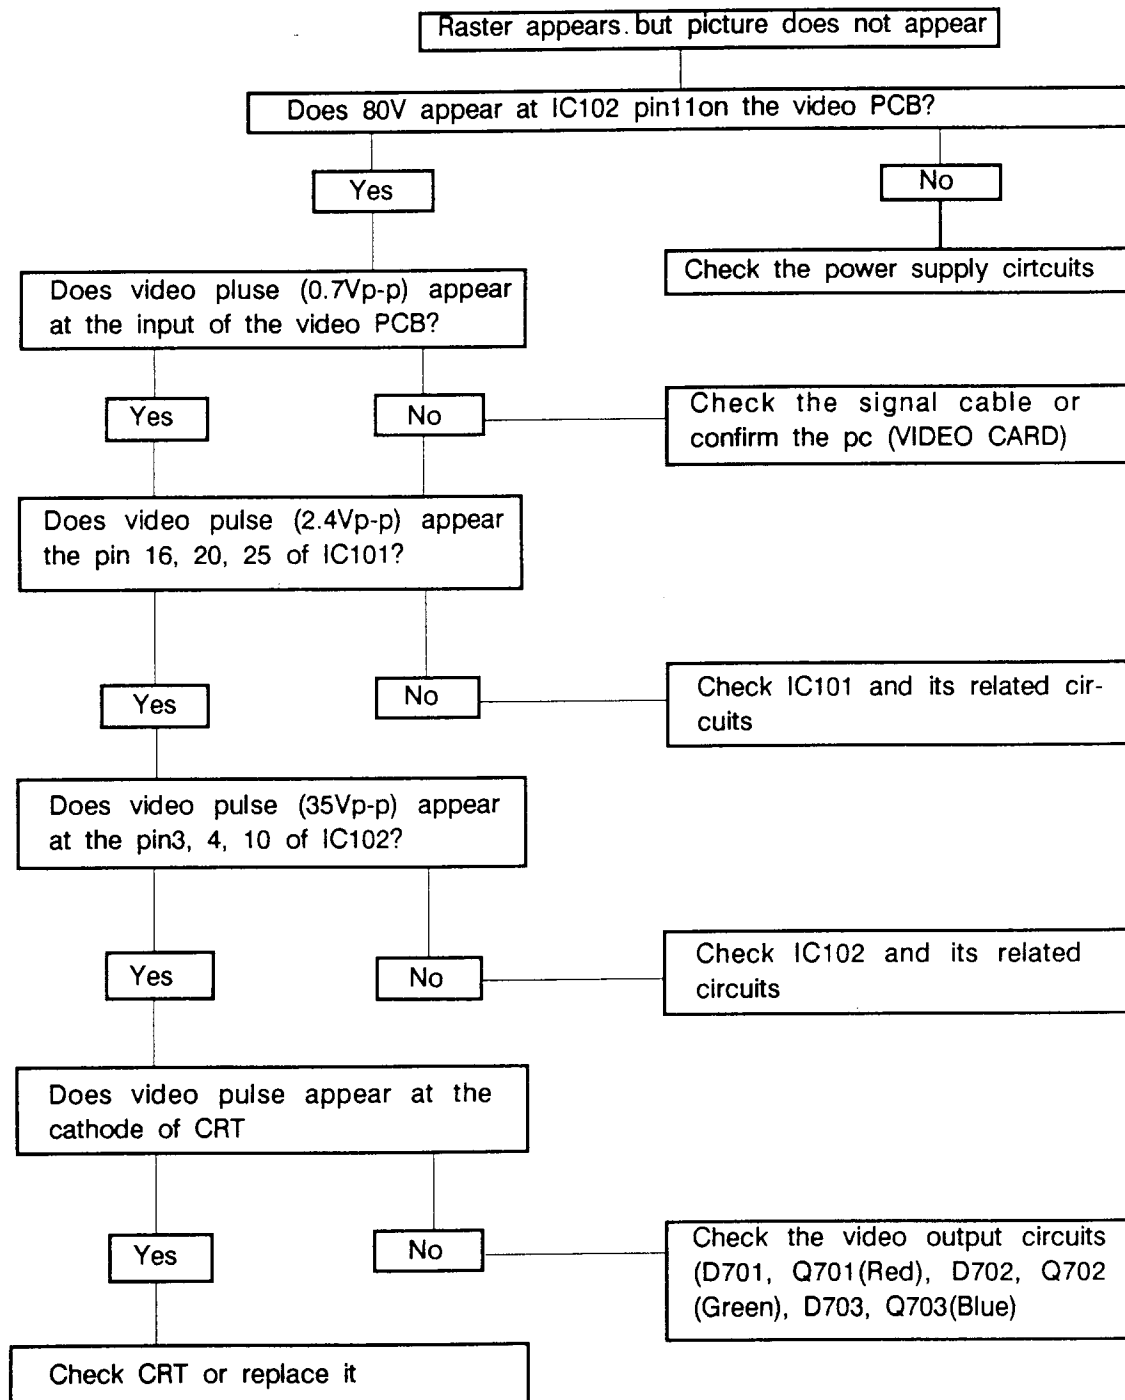 Raster appears. but picture does not appear
Does 80V appear at IC102 pin11on the video PCB?
Yes
No
Check the power supply cirtcuits
Does video pluse (0.7Vp-p) appear
at the input of the video PCB?
Yes
No
Check the signal cable or
confirm the pc (VIDEO CARD)
Does video pulse (2.4Vp-p) appear
the pin 16, 20, 25 of IC101?
Yes
No
Check IC101 and its related cir-
cuits
Does video pulse (35Vp-p) appear
at the pin3, 4, 10 of IC102?
Yes
No
Check IC102 and its related
circuits
Does video pulse appear at the
cathode of CRT
Yes
No
Check the video output circuits
(D701, Q701(Red), D702, Q702
(Green), D703, Q703(Blue)
Check CRT or replace it